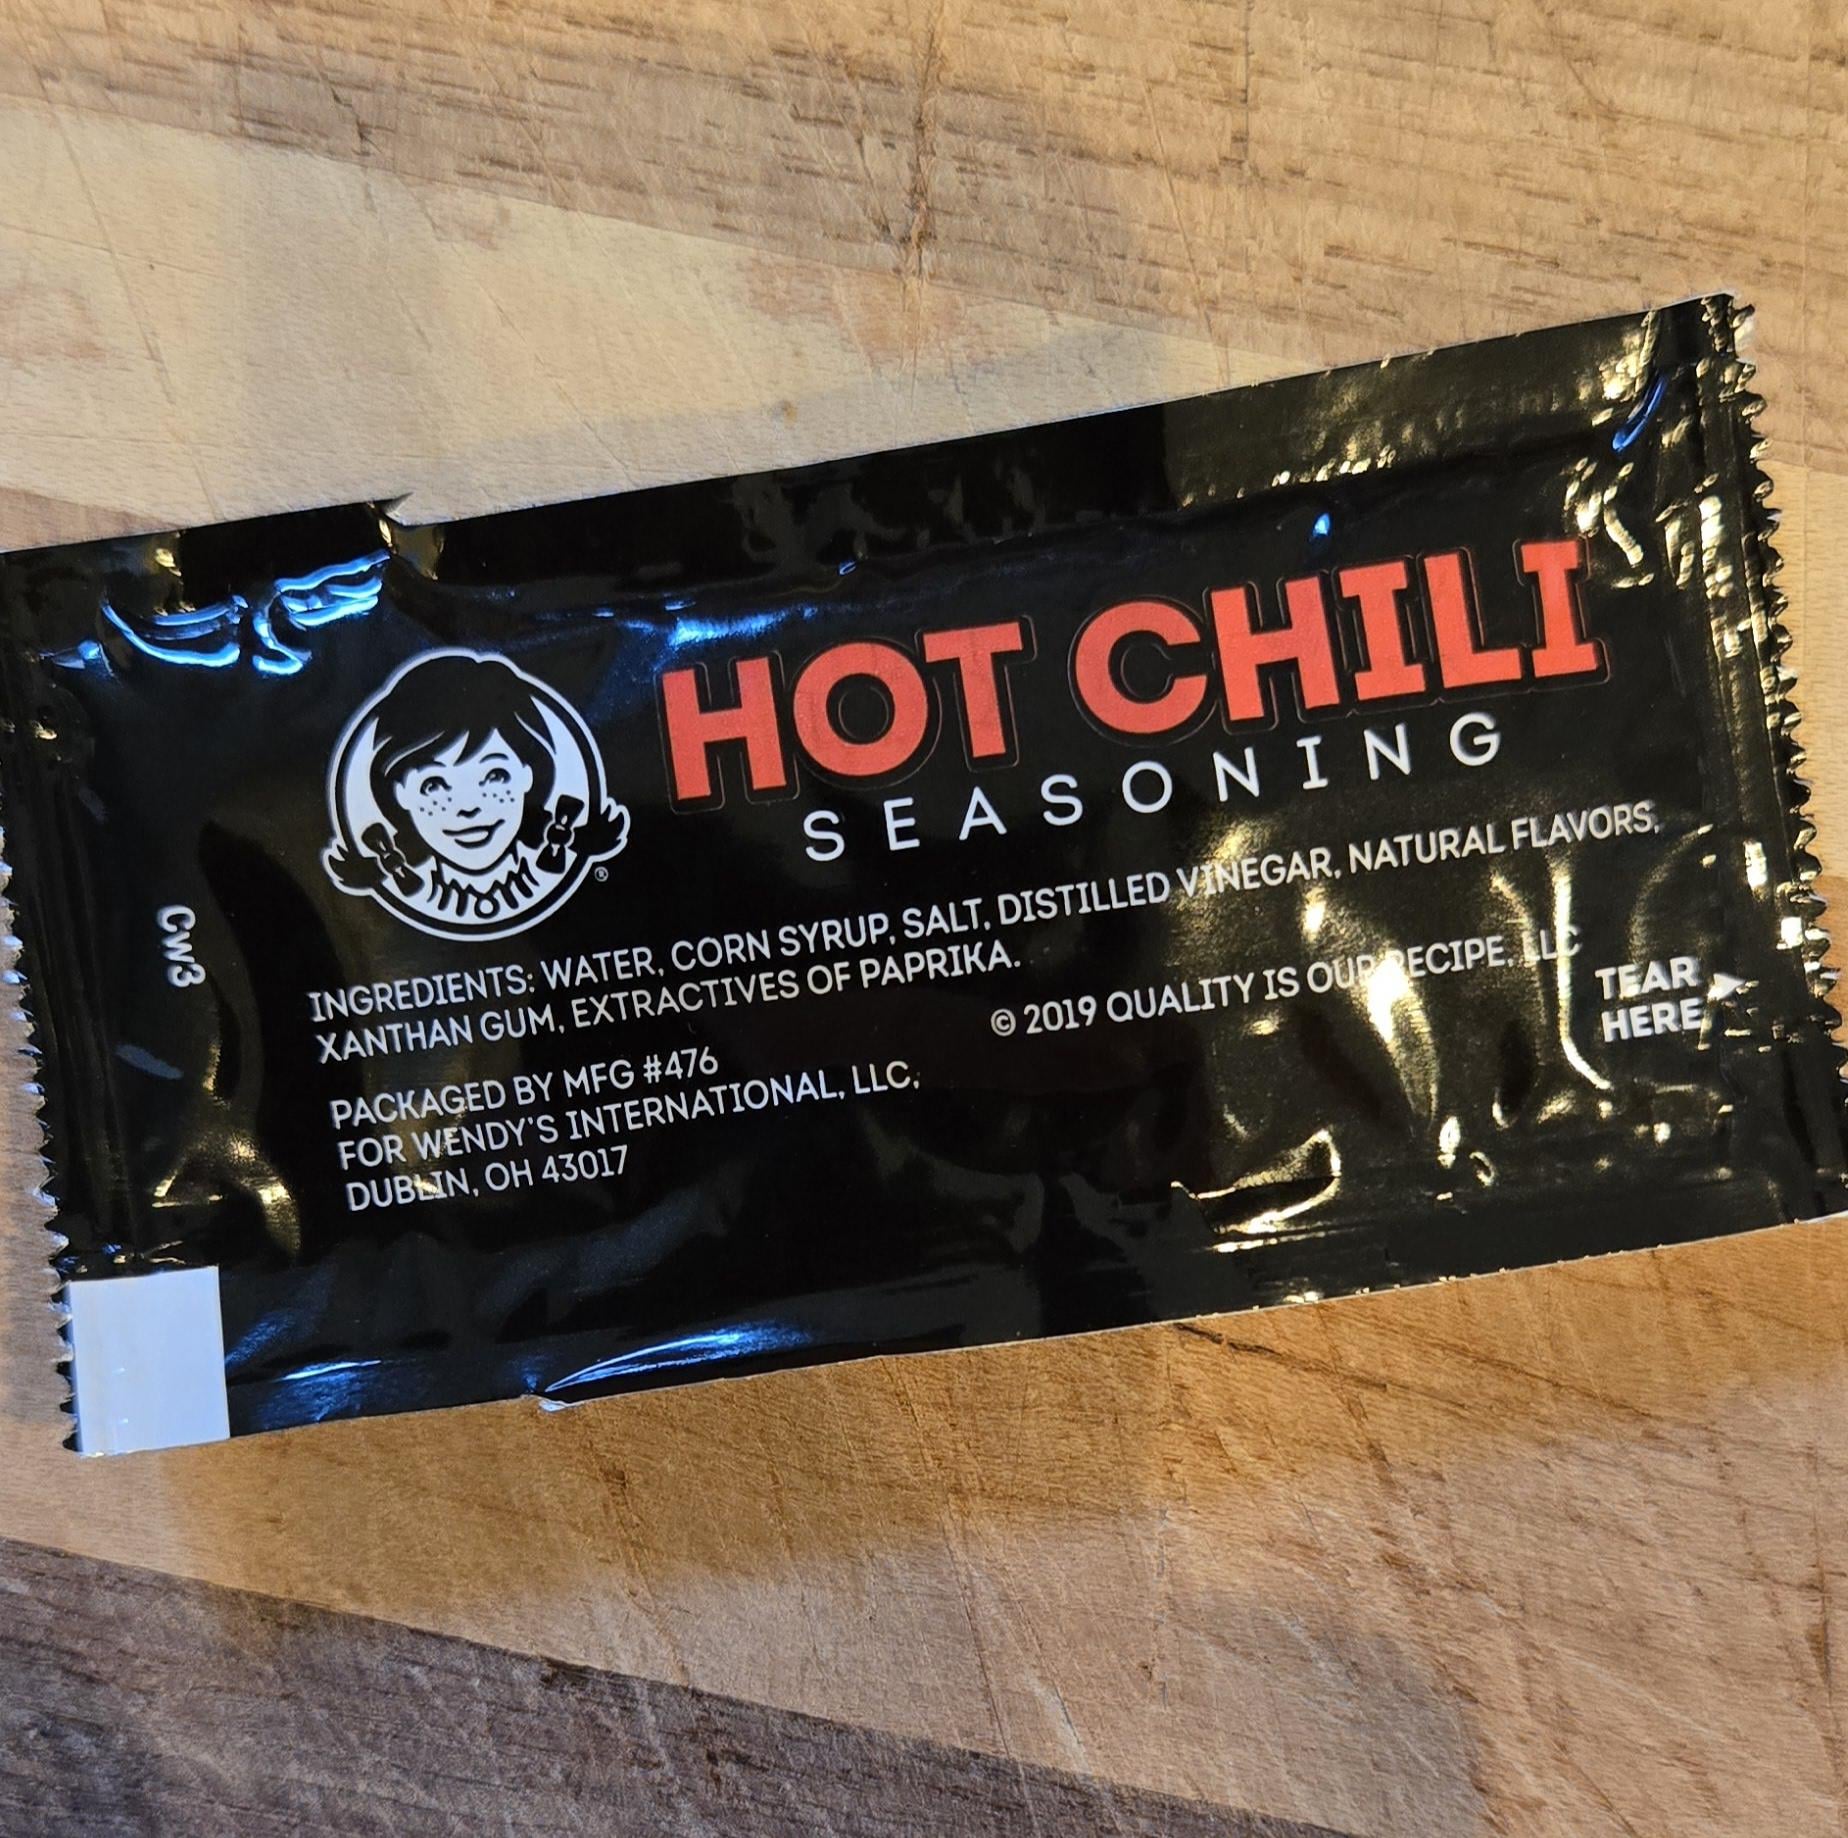 HOT CHILI
SEASONING
INGREDIENTS: WATER, CORN SYRUP, SALT, DISTILLED VINEGAR, NATURAL FLAVORS,
XANTHAN GUM, EXTRACTIVES OF PAPRIKA.
© 2019 QUALITY IS OUR RECIPE, LLC
PACKAGED BY MFG #476
FOR WENDY'S INTERNATIONAL, LLC,
DUBLIN, OH 43017
TEAR
HERE
CW3
®